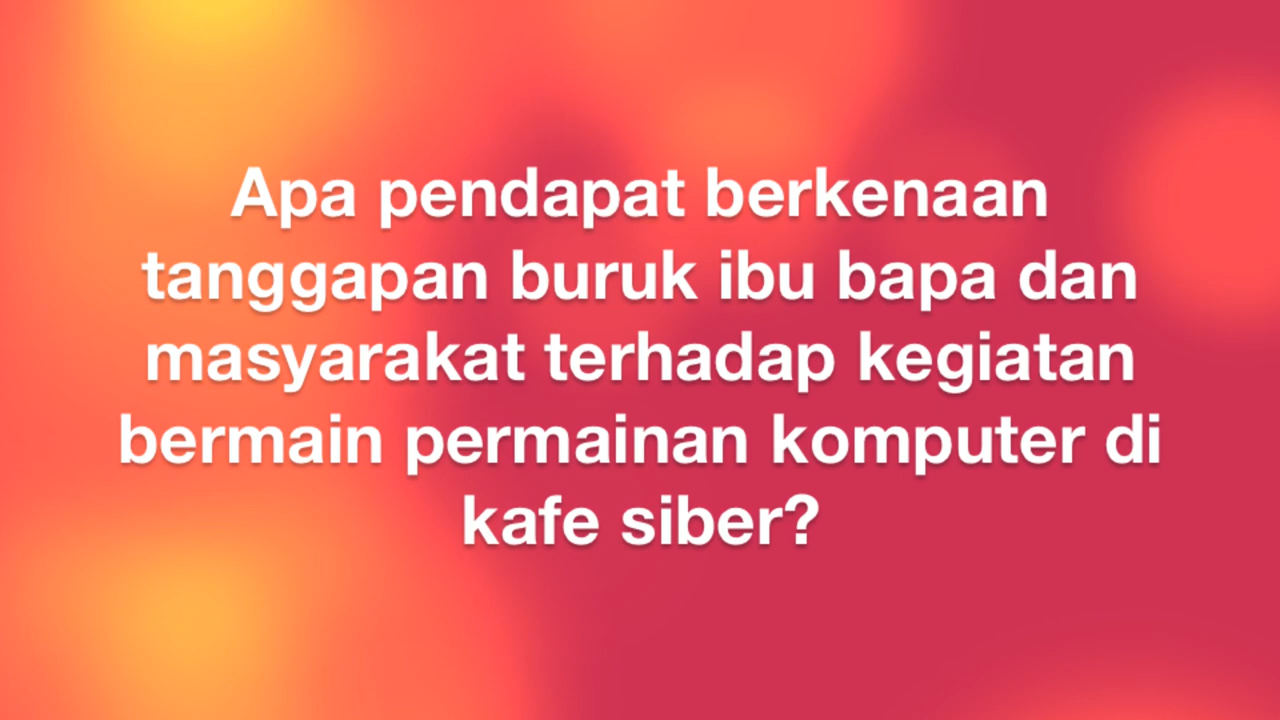 Apa pendapat berkenaan
tanggapan buruk ibu bapa dan
masyarakat terhadap kegiatan
bermain permainan komputer di
kafe siber?